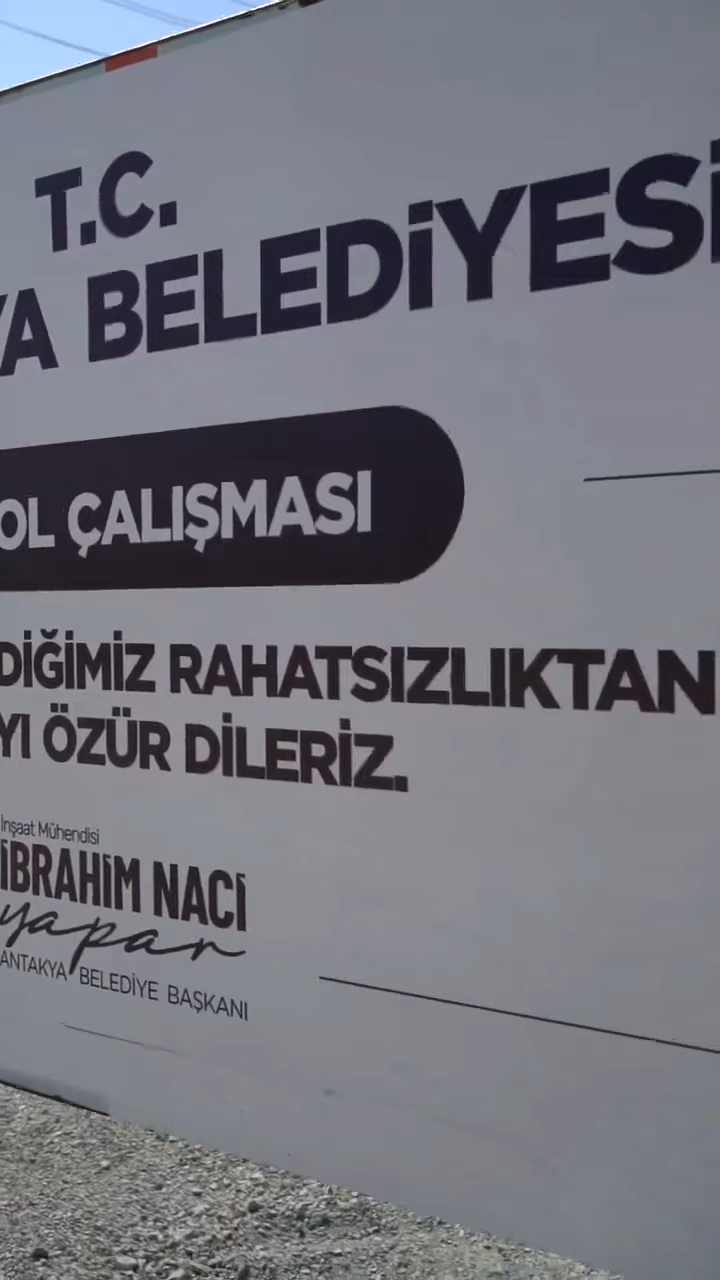 T.C.
YA BELEDİYESİ
OL ÇALIŞMASI
DİĞİMİZ RAHATSIZLIKTAN
YI ÖZÜR DİLERİZ.
İnşaat Mühendisi
İBRAHİM NACİ
yapar
ANTAKYA BELEDİYE BAŞKANI